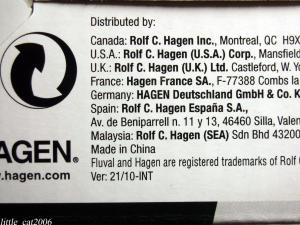 Distributed by:
Canada: Rolf C. Hagen Inc., Montreal, QC H9X
U.S.A.: Rolf C. Hagen (U.S.A.) Corp., Mansfield
U.K.: Rolf C. Hagen (U.K.) Ltd. Castleford, W. Yo
France: Hagen France SA., F-77388 Combs la
Germany: HAGEN Deutschland GmbH & Co. K
Spain: Rolf C. Hagen España S.A.,
Av. de Beniparrell n. 11 y 13, 46460 Silla, Valen
Malaysia: Rolf C. Hagen (SEA) Sdn Bhd 43200
Made in China
Fluval and Hagen are registered trademarks of Rolf C
Ver: 21/10-INT
AGEN®
w.hagen.com
little_cat2006